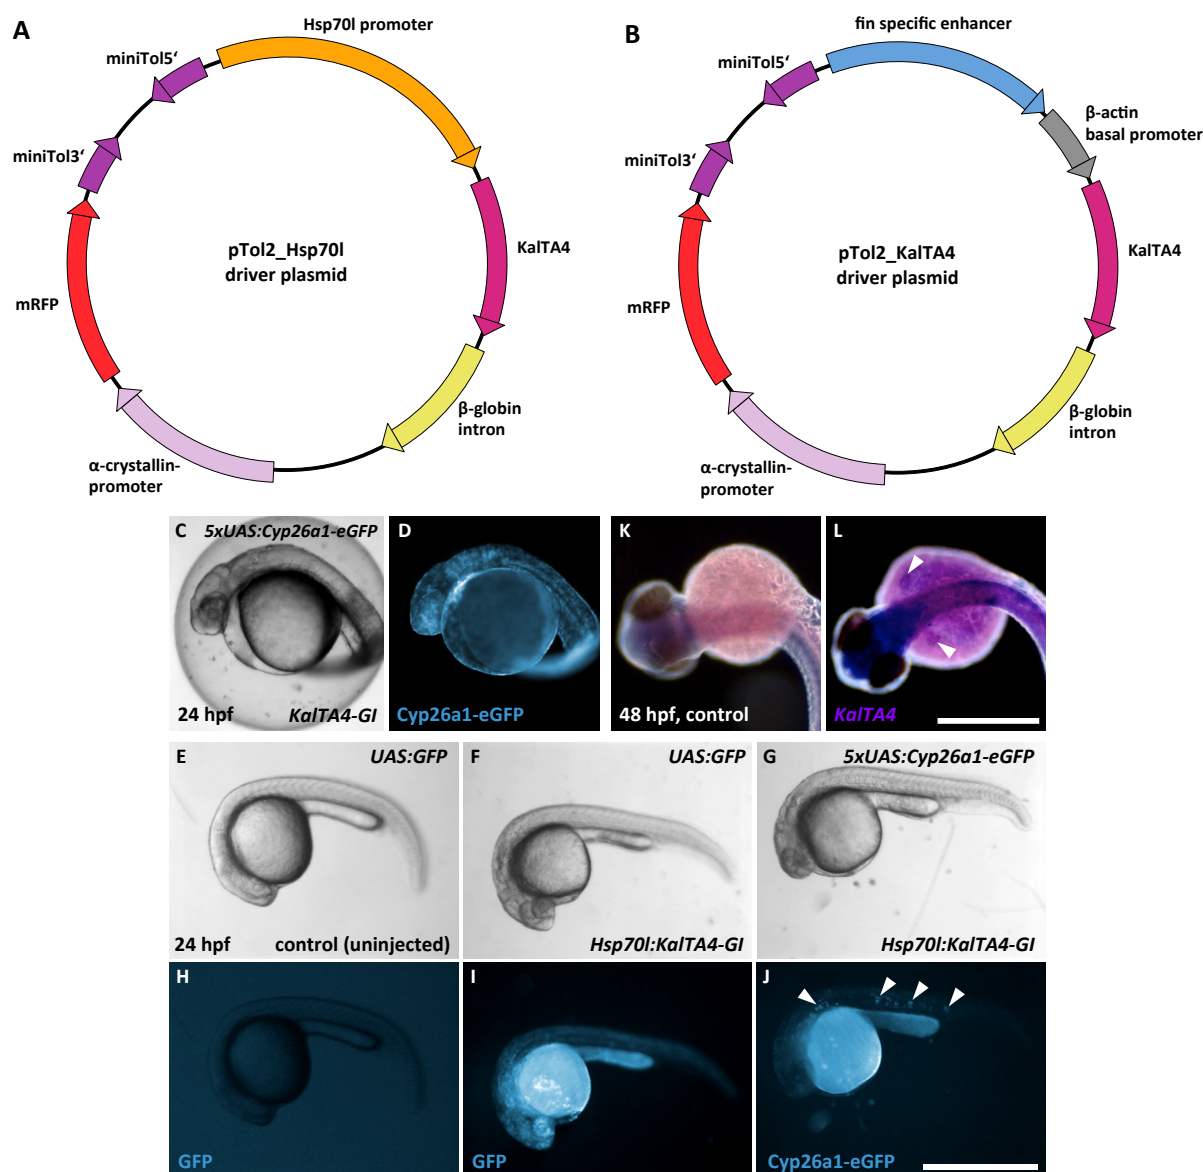 A
Hsp70l promoter
miniTol5‘
miniTol3‘
mRFP
pTol2_Hsp70l
driver plasmid
KalTA4
β-globin
intron
α-crystallin-
promoter
B
fin specific enhancer
miniTol5‘
β-actin
basal promoter
miniTol3‘
mRFP
pTol2_KalTA4
driver plasmid
KalTA4
β-globin
intron
α-crystallin-
promoter
C
5xUAS:Cyp26a1-eGFP
24 hpf
KalTA4-GI
D
Cyp26a1-eGFP
K
48 hpf, control
L
KalTA4
E
UAS:GFP
24 hpf
control (uninjected)
F
UAS:GFP
Hsp70l:KalTA4-GI
G
5xUAS:Cyp26a1-eGFP
Hsp70l:KalTA4-GI
H
GFP
I
GFP
J
Cyp26a1-eGFP